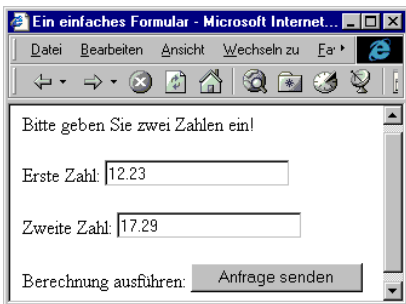 Ein einfaches Formular - Microsoft Internet...
Datei Bearbeiten Ansicht Wechseln zu Fa
Bitte geben Sie zwei Zahlen ein!
Erste Zahl: 12.23
Zweite Zahl: 17.29
Berechnung ausführen: Anfrage senden